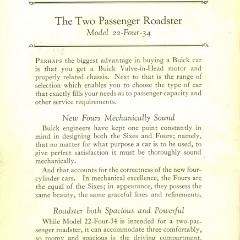 The Two Passenger Roadster
Model 22-Four-34
PERHAPS the biggest advantage in buying a Buick car
is that you get a Buick Valve-in-Head motor and
properly related chassis. Next to that is the range of
selection which enables you to choose the type of car
that exactly fills your needs as to passenger capacity and
other service requirements.
New Fours Mechanically Sound
Buick engineers have kept one point constantly in
mind in designing both the Sixes and Fours; namely,
that no matter for what purpose a car is to be used, to
give perfect satisfaction it must be thoroughly sound
mechanically.
And that accounts for the correctness of the new four-
cylinder cars. In mechanical excellence, the Fours are
the equal of the Sixes; in appearance, they possess
the same beauty, the same graceful lines and refinements.
Roadster both Spacious and Powerful
While Model 22-Four-34 is intended for a two-pas-
senger roadster, it can accommodate three comfortably,
so roomy and spacious is the driving compartment.